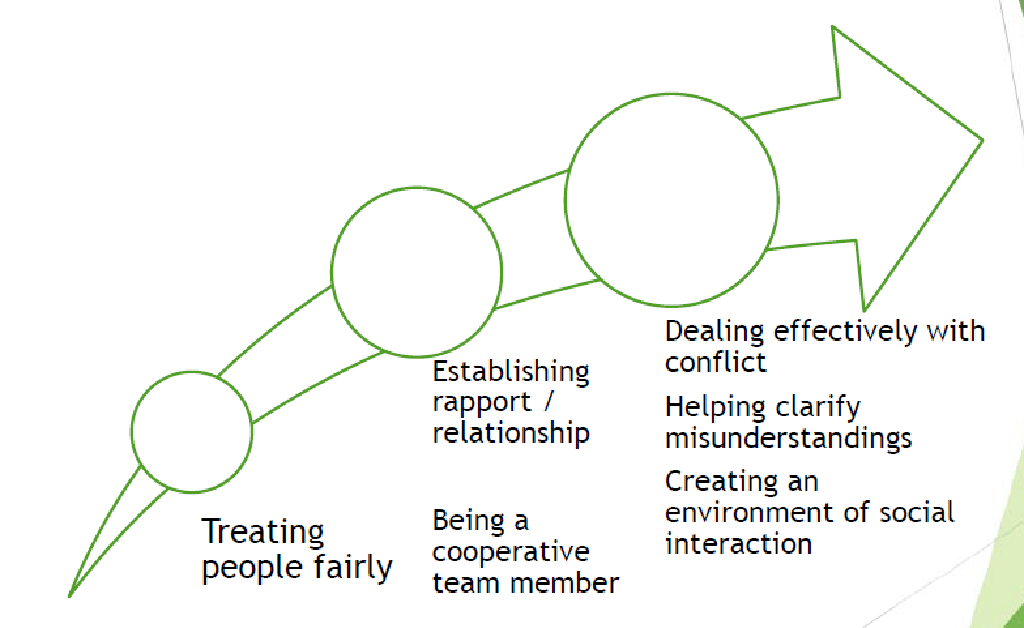 Treating
people fairly
Establishing
rapport /
relationship
Being a
cooperative
team member
Dealing effectively with
conflict
Helping clarify
misunderstandings
Creating an
environment of social
interaction